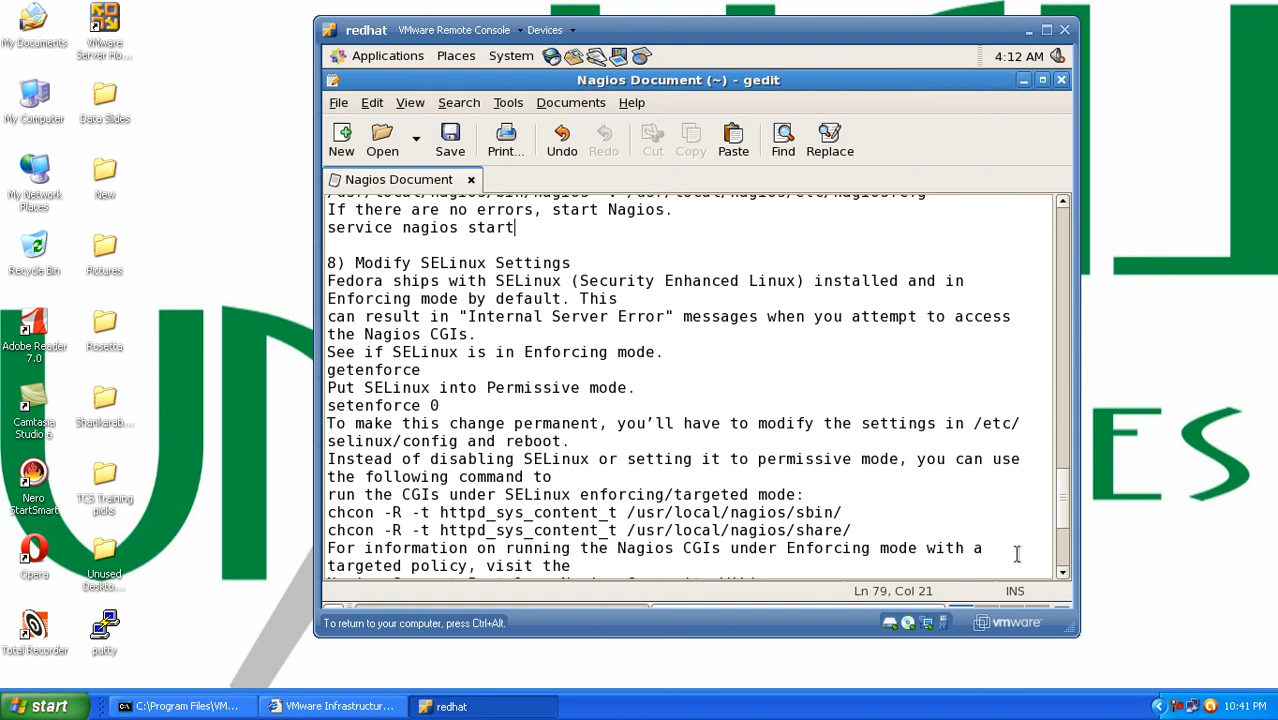 My Documents
VMware
Server Ho...
My Computer
Data Slides
My Network
Places
New
Recycle Bin
Pictures
Adobe Reader
7.0
Rosetta
Camtasia
Studio 6
Shankarab...
Nero
StartSmart
TCS Training
picks
Opera
Unused
Deskto...
Total Recorder
putty
redhat
VMware Remote Console
Devices
Applications
Places
System
4:12 AM
Nagios Document (~) - gedit
File
Edit
View
Search
Tools
Documents
Help
New
Open
Save
Print...
Undo
Redo
Cut
Copy
Paste
Find
Replace
Nagios Document
If there are no errors, start Nagios.
service nagios start
8) Modify SELinux Settings
Fedora ships with SELinux (Security Enhanced Linux) installed and in
Enforcing mode by default. This
can result in "Internal Server Error" messages when you attempt to access
the Nagios CGIs.
See if SELinux is in Enforcing mode.
getenforce
Put SELinux into Permissive mode.
setenforce 0
To make this change permanent, you’ll have to modify the settings in /etc/
selinux/config and reboot.
Instead of disabling SELinux or setting it to permissive mode, you can use
the following command to
run the CGIs under SELinux enforcing/targeted mode:
chcon -R -t httpd_sys_content_t /usr/local/nagios/sbin/
chcon -R -t httpd_sys_content_t /usr/local/nagios/share/
For information on running the Nagios CGIs under Enforcing mode with a
targeted policy, visit the
Ln 79, Col 21
INS
To return to your computer, press Ctrl+Alt.
vmware
start
C:\Program Files\VM...
VMware Infrastructur...
redhat
10:41 PM